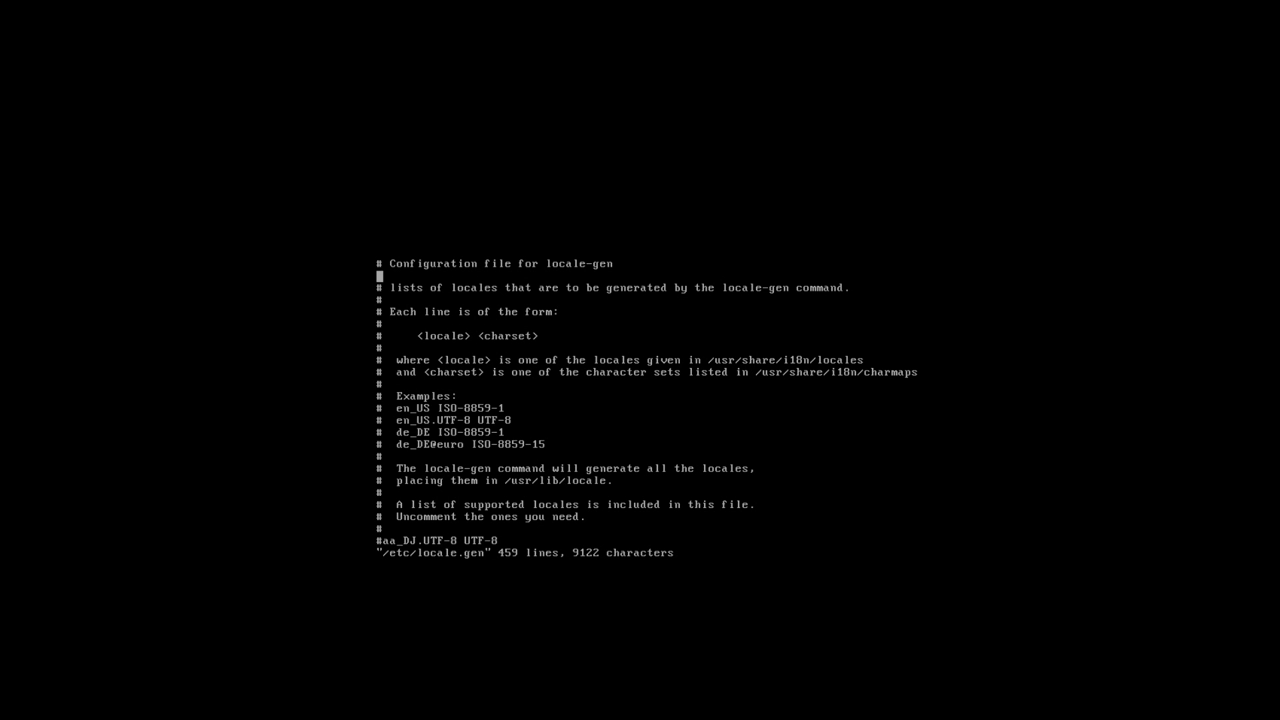 # Configuration file for locale-gen
# lists of locales that are to be generated by the locale-gen command.
#
# Each line is of the form:
#
#     <locale> <charset>
#
#  where <locale> is one of the locales given in /usr/share/i18n/locales
#  and <charset> is one of the character sets listed in /usr/share/i18n/charmaps
#
#  Examples:
#  en_US ISO-8859-1
#  en_US.UTF-8 UTF-8
#  de_DE ISO-8859-1
#  de_DE@euro ISO-8859-15
#
#  The locale-gen command will generate all the locales,
#  placing them in /usr/lib/locale.
#
#  A list of supported locales is included in this file.
#  Uncomment the ones you need.
#
#aa_DJ.UTF-8 UTF-8
"/etc/locale.gen" 459 lines, 9122 characters